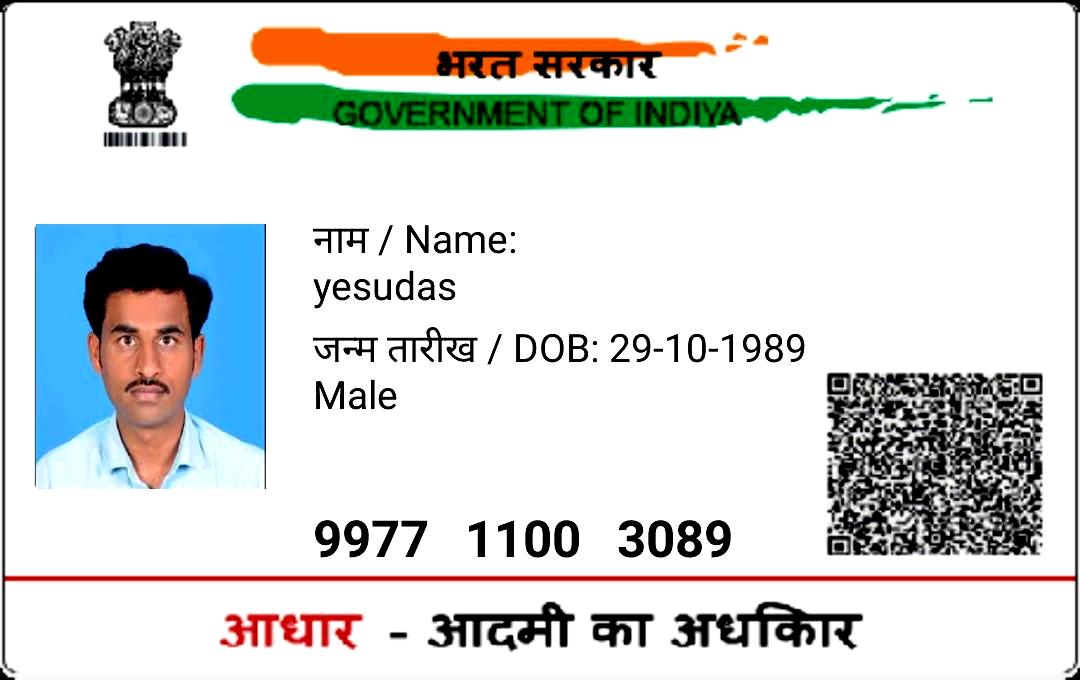 भरत सरकार
GOVERNMENT OF INDIYA
नाम / Name:
yesudas
जन्म तारीख / DOB: 29-10-1989
Male
9977 1100 3089
आधार - आदमी का अधकिार